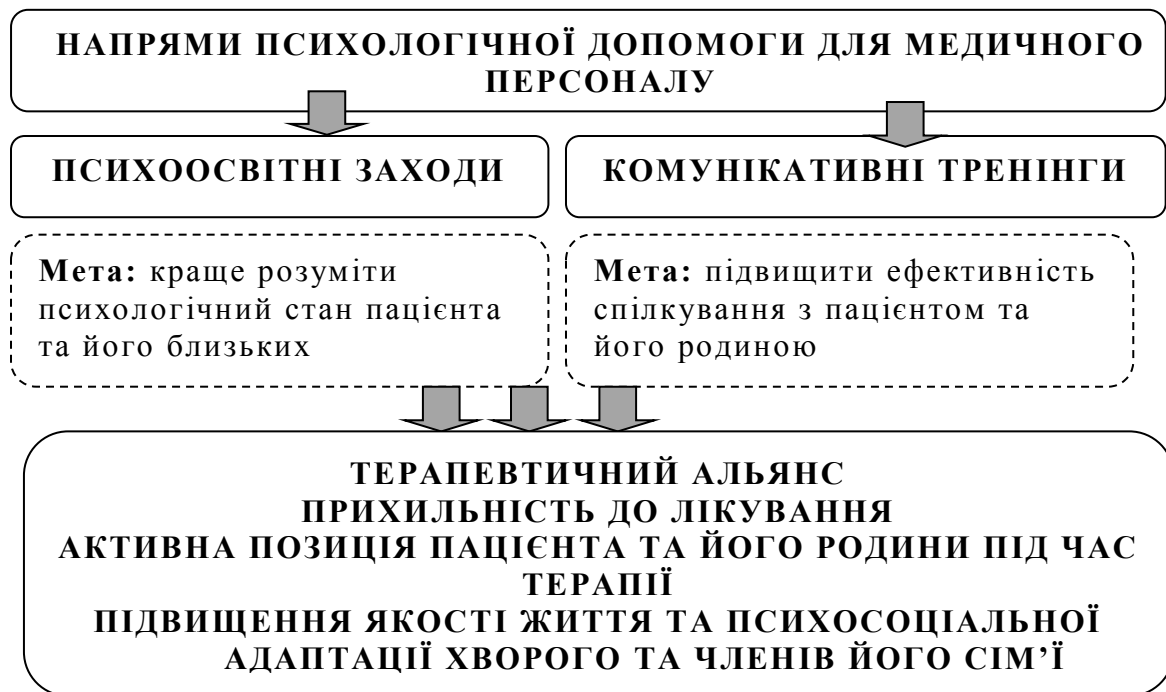 НАПРЯМИ ПСИХОЛОГІЧНОЇ ДОПОМОГИ ДЛЯ МЕДИЧНОГО
ПЕРСОНАЛУ
ПСИХООСВІТНІ ЗАХОДИ
КОМУНІКАТИВНІ ТРЕНІНГИ
Мета: краще розуміти
психологічний стан пацієнта
та його близьких
Мета: підвищити ефективність
спілкування з пацієнтом та
його родиною
ТЕРАПЕВТИЧНИЙ АЛЬЯНС
ПРИХИЛЬНІСТЬ ДО ЛІКУВАННЯ
АКТИВНА ПОЗИЦІЯ ПАЦІЄНТА ТА ЙОГО РОДИНИ ПІД ЧАС
ТЕРАПІЇ
ПІДВИЩЕННЯ ЯКОСТІ ЖИТТЯ ТА ПСИХОСОЦІАЛЬНОЇ
АДАПТАЦІЇ ХВОРОГО ТА ЧЛЕНІВ ЙОГО СІМ’Ї